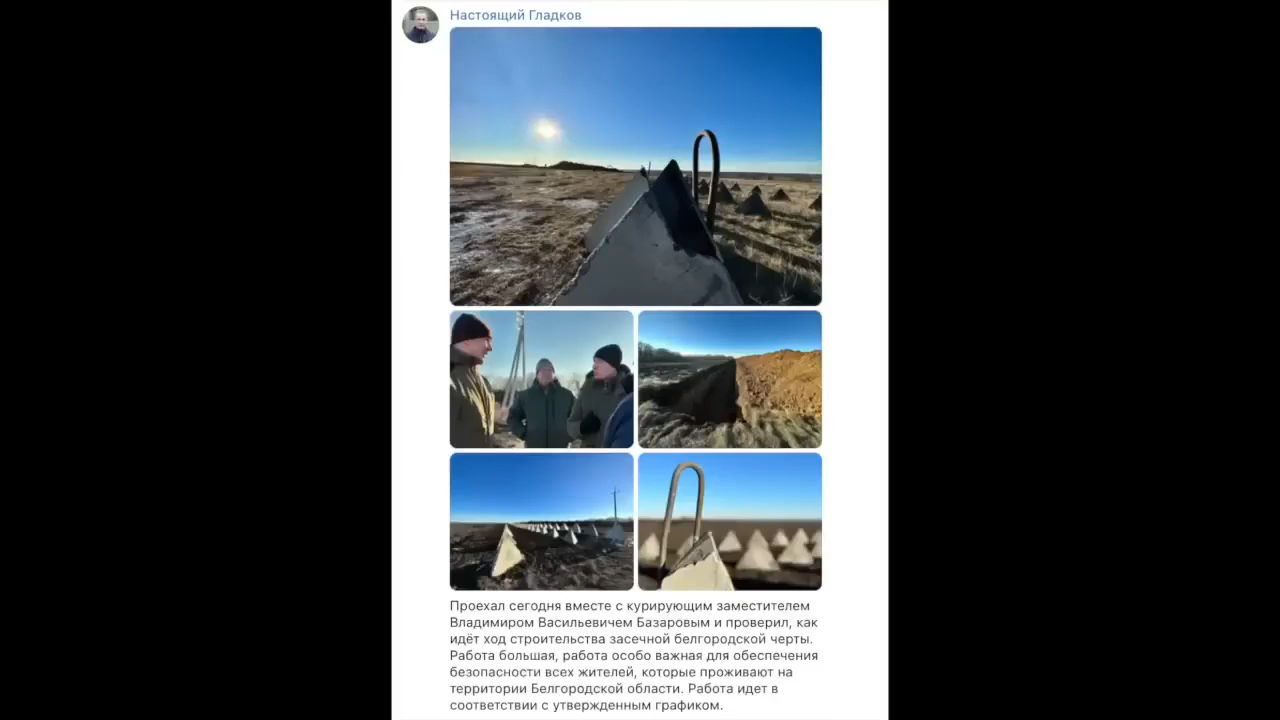 Настоящий Гладков
Проехал сегодня вместе с курирующим заместителем
Владимиром Васильевичем Базаровым и проверил, как
идёт ход строительства засечной белгородской черты.
Работа большая, работа особо важная для обеспечения
безопасности всех жителей, которые проживают на
территории Белгородской области. Работа идет в
соответствии с утвержденным графиком.